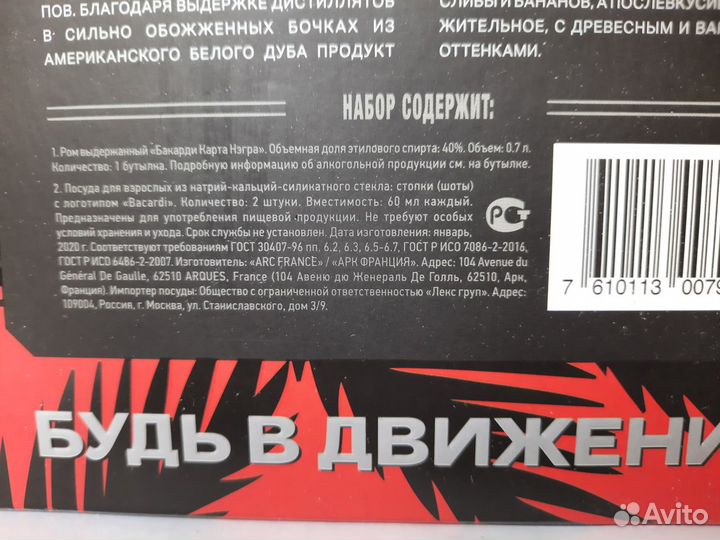 ПОВ. БЛАГОДАРЯ ВЫДЕРЖКЕ ДИСТИЛЛЯТОВ
В СИЛЬНО ОБОЖЖЕННЫХ БОЧКАХ ИЗ
АМЕРИКАНСКОГО БЕЛОГО ДУБА ПРОДУКТ
СЛИВЫ И БАНАНОВ, А ПОСЛЕВКУСИ
ЖИТЕЛЬНОЕ, С ДРЕВЕСНЫМ И ВА
ОТТЕНКАМИ.
НАБОР СОДЕРЖИТ:
1. Ром выдержанный «Бакарди Карта Нэгра». Объемная доля этилового спирта: 40%. Объем: 0.7 л.
Количество: 1 бутылка. Подробную информацию об алкогольной продукции см. на бутылке.
2. Посуда для взрослых из натрий-кальций-силикатного стекла: стопки (шоты)
с логотипом «Bacardi». Количество: 2 штуки. Вместимость: 60 мл каждый.
Предназначены для употребления пищевой продукции. Не требуют особых
условий хранения и ухода. Срок службы не установлен. Дата изготовления: январь,
2020 г. Соответствуют требованиям ГОСТ 30407-96 пп. 6.2, 6.3, 6.5-6.7, ГОСТ Р ИСО 7086-2-2016,
ГОСТ Р ИСО 6486-2-2007. Изготовитель: «ARC FRANCE» / «АРК ФРАНЦИЯ». Адрес: 104 Avenue du
Général De Gaulle, 62510 ARQUES, France (104 Авеню дю Женераль Де Голль, 62510, Арк,
Франция). Импортер посуды: Общество с ограниченной ответственностью «Лекс груп». Адрес:
109004, Россия, г. Москва, ул. Станиславского, дом 3/9.
РСТ
7 610113 0079
БУДЬ В ДВИЖЕНИ
Avito